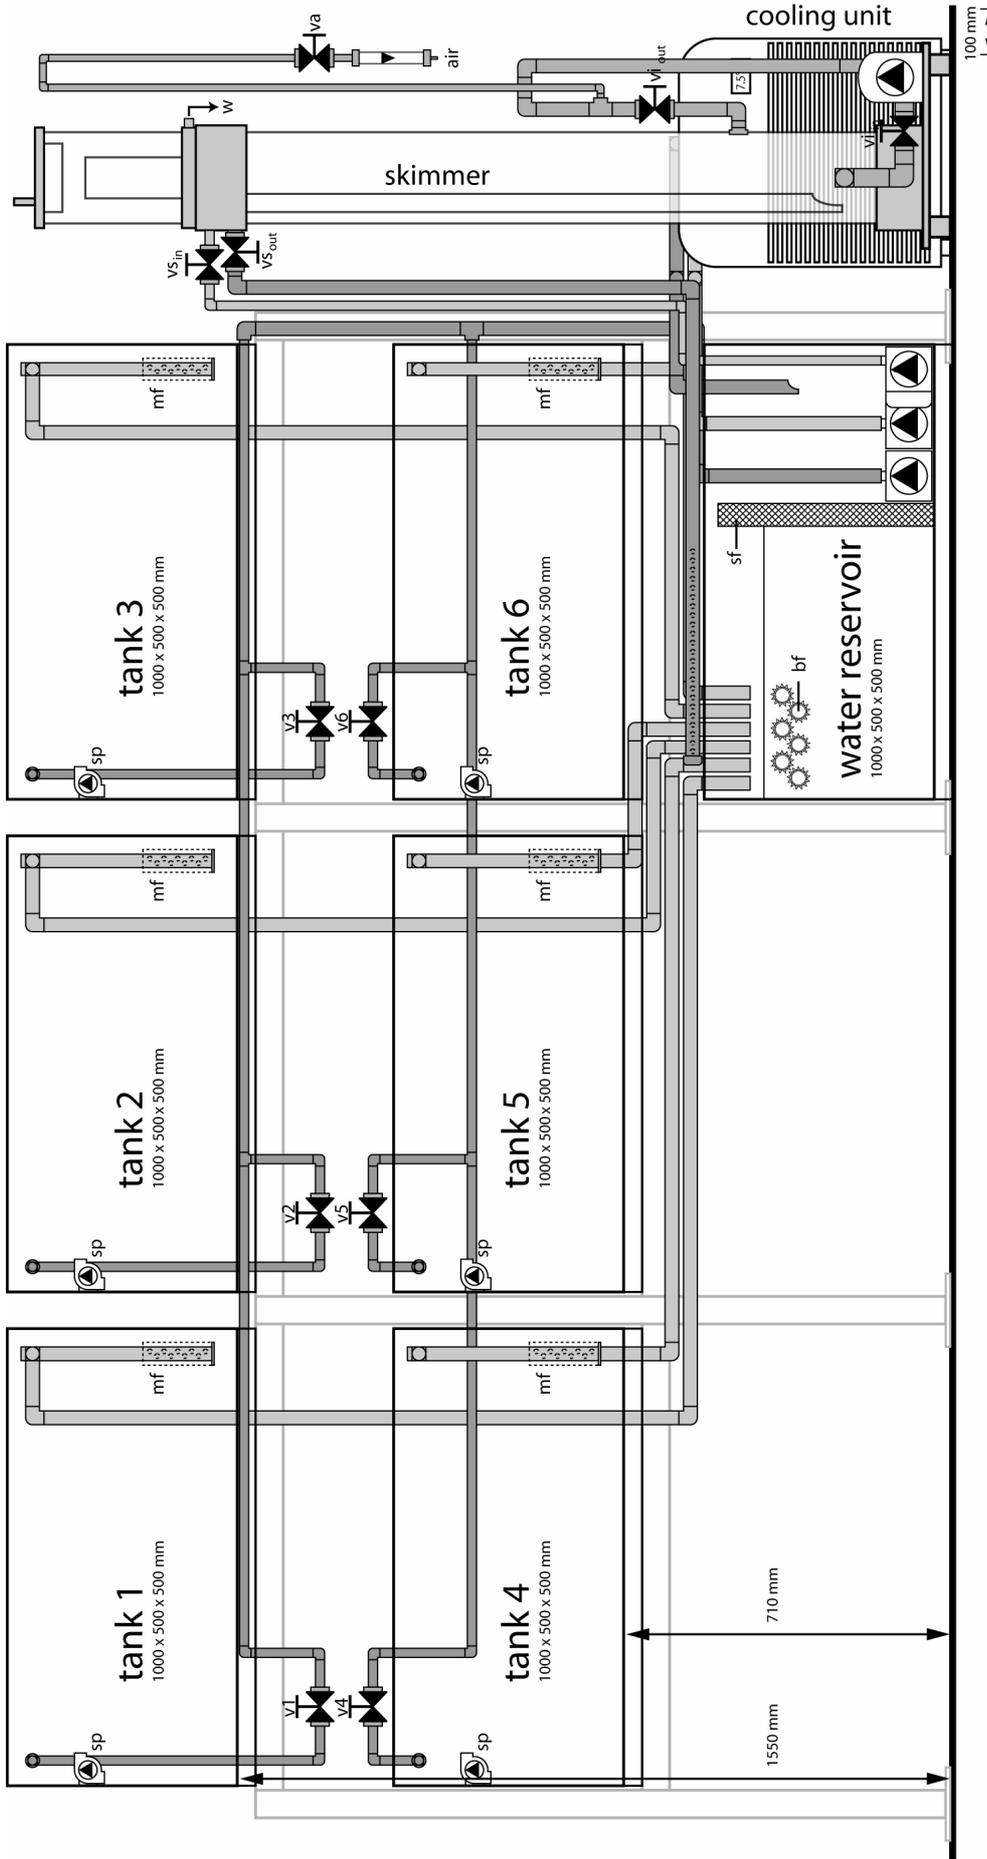 cooling unit
100 mm
va
air
vi out
7.5°
w
skimmer
vs in
vs out
mf
mf
tank 3
1000 x 500 x 500 mm
tank 6
1000 x 500 x 500 mm
sf
bf
water reservoir
1000 x 500 x 500 mm
v3
v6
sp
sp
mf
mf
tank 2
1000 x 500 x 500 mm
tank 5
1000 x 500 x 500 mm
v2
v5
sp
sp
mf
mf
tank 1
1000 x 500 x 500 mm
tank 4
1000 x 500 x 500 mm
710 mm
v1
v4
1550 mm
sp
sp